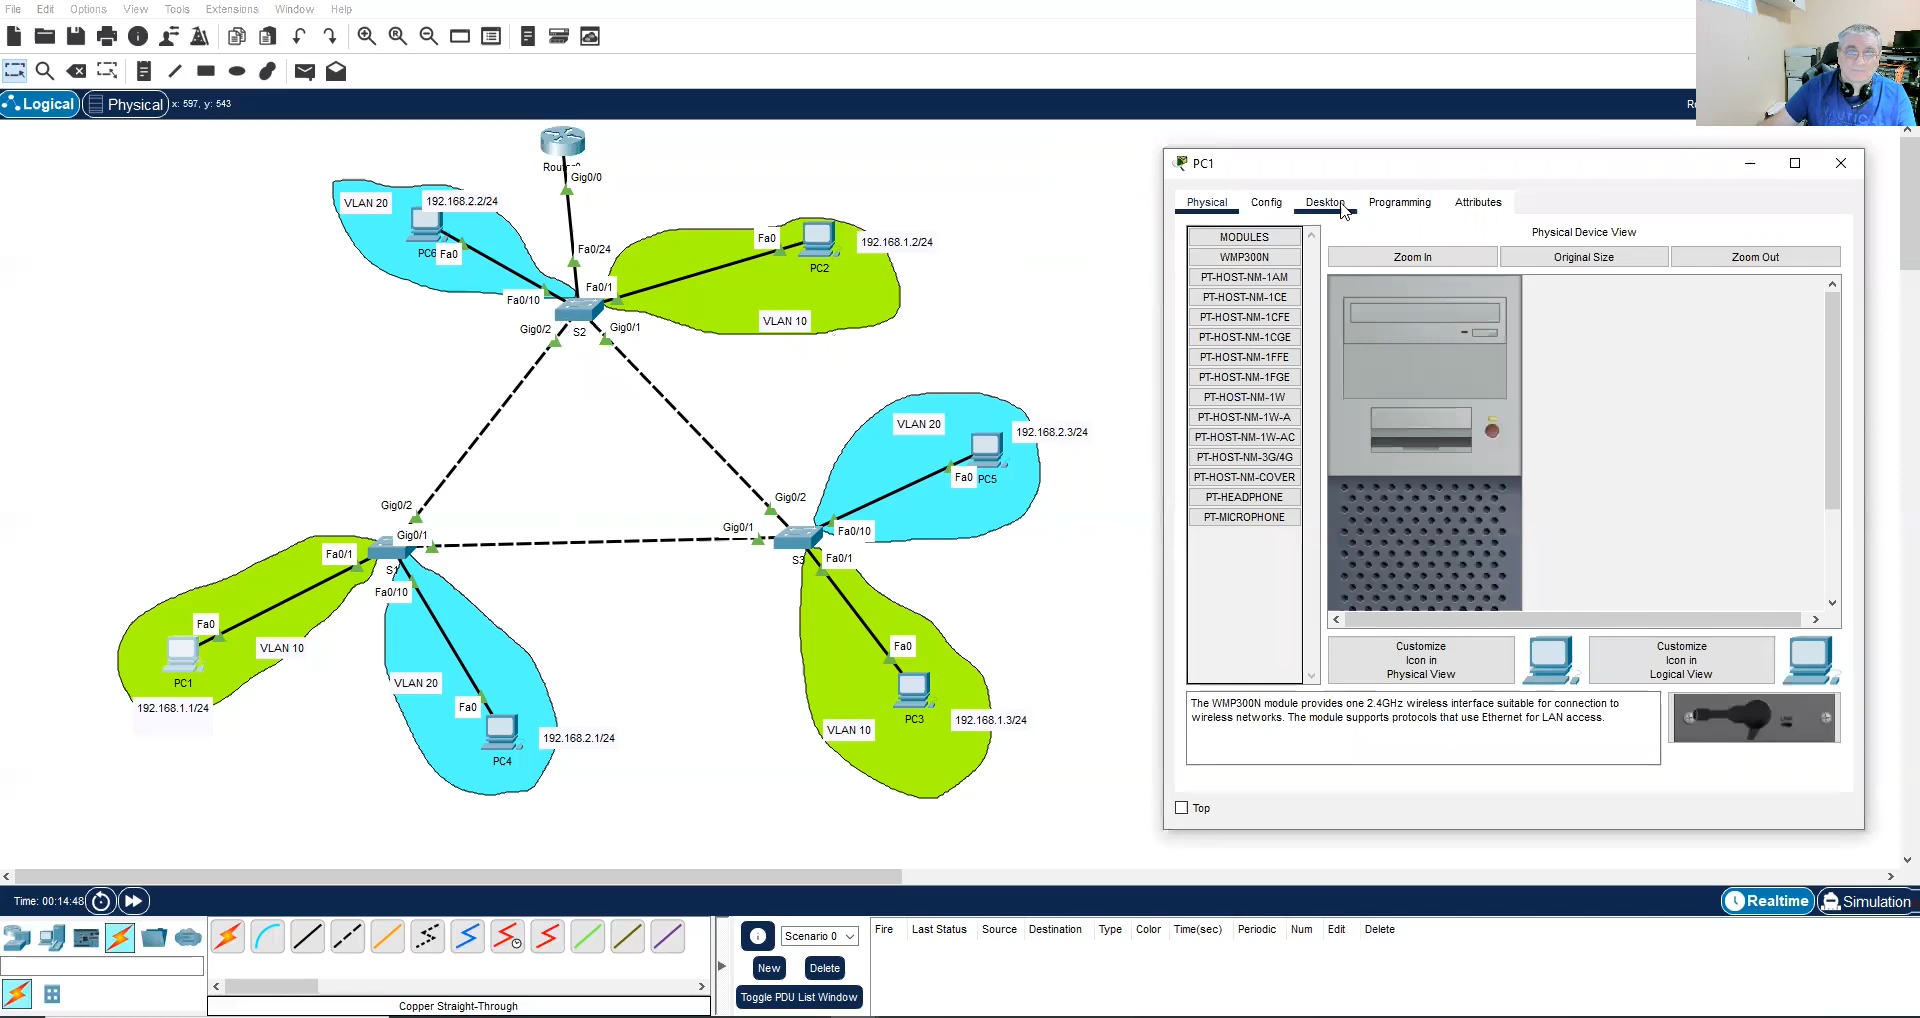 File Edit Options View Tools Extensions Window Help
Logical Physical x: 597, y: 543
Gig0/0
VLAN 20
192.168.2.2/24
PC6
Fa0
Fa0/24
Fa0
192.168.1.2/24
PC2
Fa0/1
Fa0/10
VLAN 10
Gig0/2
S2
Gig0/1
VLAN 20
192.168.2.3/24
Fa0
PC5
Gig0/2
Gig0/2
Gig0/1
Gig0/1
Fa0/10
Fa0/1
S1
S3
Fa0/1
Fa0/10
Fa0
VLAN 10
PC1
192.168.1.1/24
VLAN 20
Fa0
192.168.2.1/24
PC4
Fa0
PC3
192.168.1.3/24
VLAN 10
PC1
Physical Config Desktop Programming Attributes
MODULES
WMP300N
PT-HOST-NM-1AM
PT-HOST-NM-1CE
PT-HOST-NM-1CFE
PT-HOST-NM-1CGE
PT-HOST-NM-1FFE
PT-HOST-NM-1FGE
PT-HOST-NM-1W
PT-HOST-NM-1W-A
PT-HOST-NM-1W-AC
PT-HOST-NM-3G/4G
PT-HOST-NM-COVER
PT-HEADPHONE
PT-MICROPHONE
Physical Device View
Zoom In Original Size Zoom Out
Customize
Icon in
Physical View
Customize
Icon in
Logical View
The WMP300N module provides one 2.4GHz wireless interface suitable for connection to
wireless networks. The module supports protocols that use Ethernet for LAN access.
Top
Time: 00:14:48
Realtime Simulation
Scenario 0
New Delete
Toggle PDU List Window
Fire Last Status Source Destination Type Color Time(sec) Periodic Num Edit Delete
Copper Straight-Through